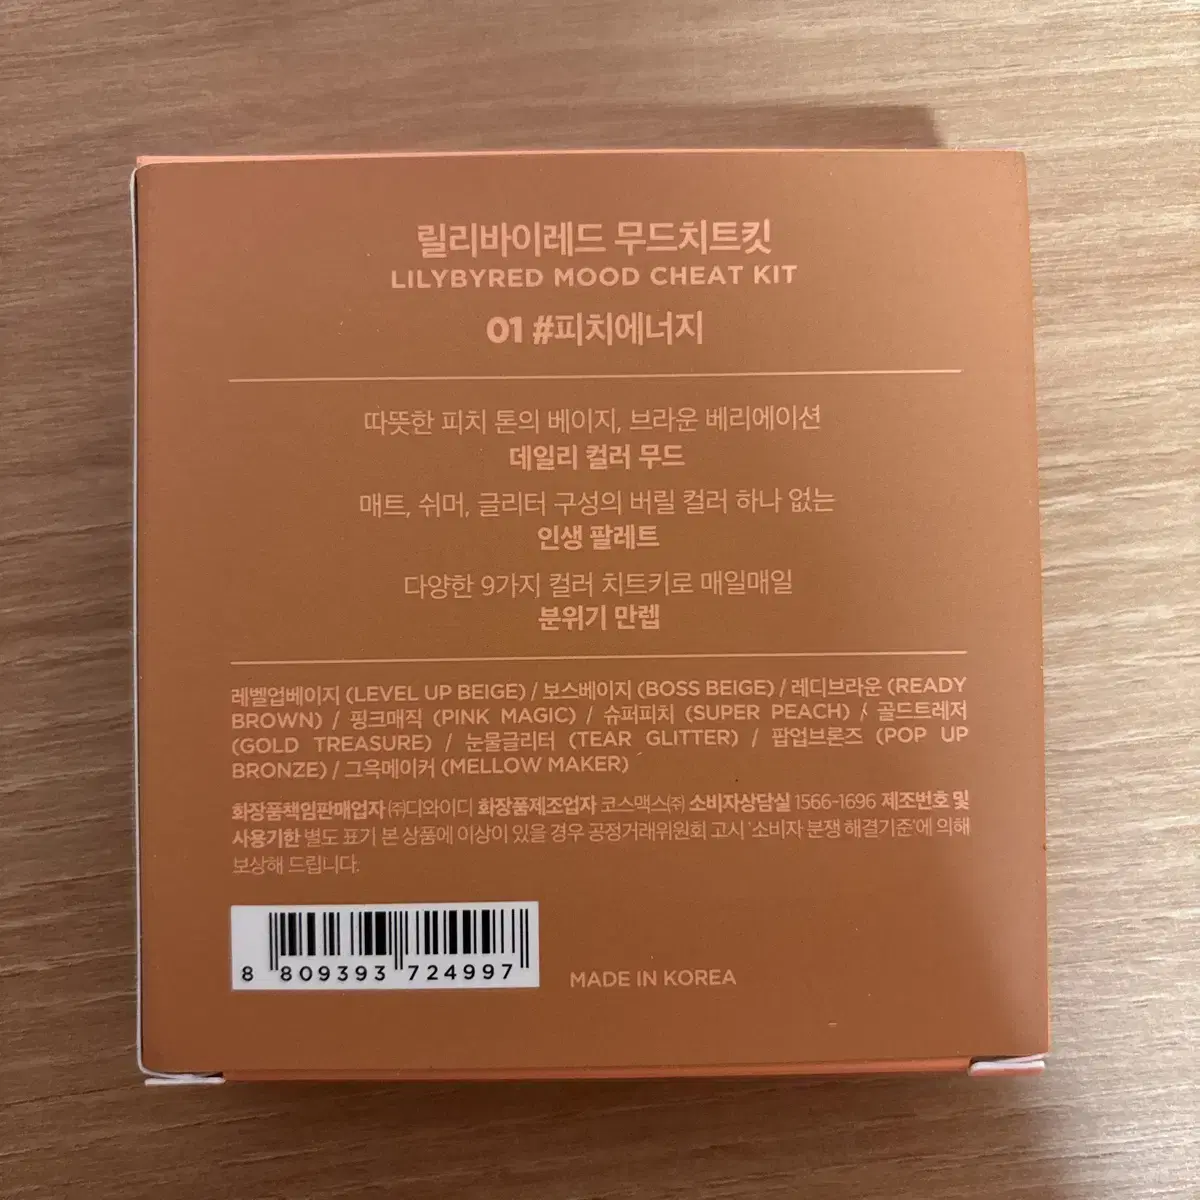 릴리바이레드 무드치트킷
LILYBYRED MOOD CHEAT KIT
01 #피치에너지
따뜻한 피치 톤의 베이지, 브라운 베리에이션
데일리 컬러 무드
매트, 쉬머, 글리터 구성의 버릴 컬러 하나 없는
인생 팔레트
다양한 9가지 컬러 치트키로 매일매일
분위기 만렙
레벨업베이지 (LEVEL UP BEIGE) / 보스베이지 (BOSS BEIGE) / 레디브라운 (READY
BROWN) / 핑크매직 (PINK MAGIC) / 슈퍼피치 (SUPER PEACH) / 골드트레저
(GOLD TREASURE) / 눈물글리터 (TEAR GLITTER) / 팝업브론즈 (POP UP
BRONZE) / 그윽메이커 (MELLOW MAKER)
화장품책임판매업자 ㈜디와이디 화장품제조업자 코스맥스㈜ 소비자상담실 1566-1696 제조번호 및
사용기한 별도 표기 본 상품에 이상이 있을 경우 공정거래위원회 고시 '소비자 분쟁 해결기준'에 의해
보상해 드립니다.
8 809393 724997
MADE IN KOREA